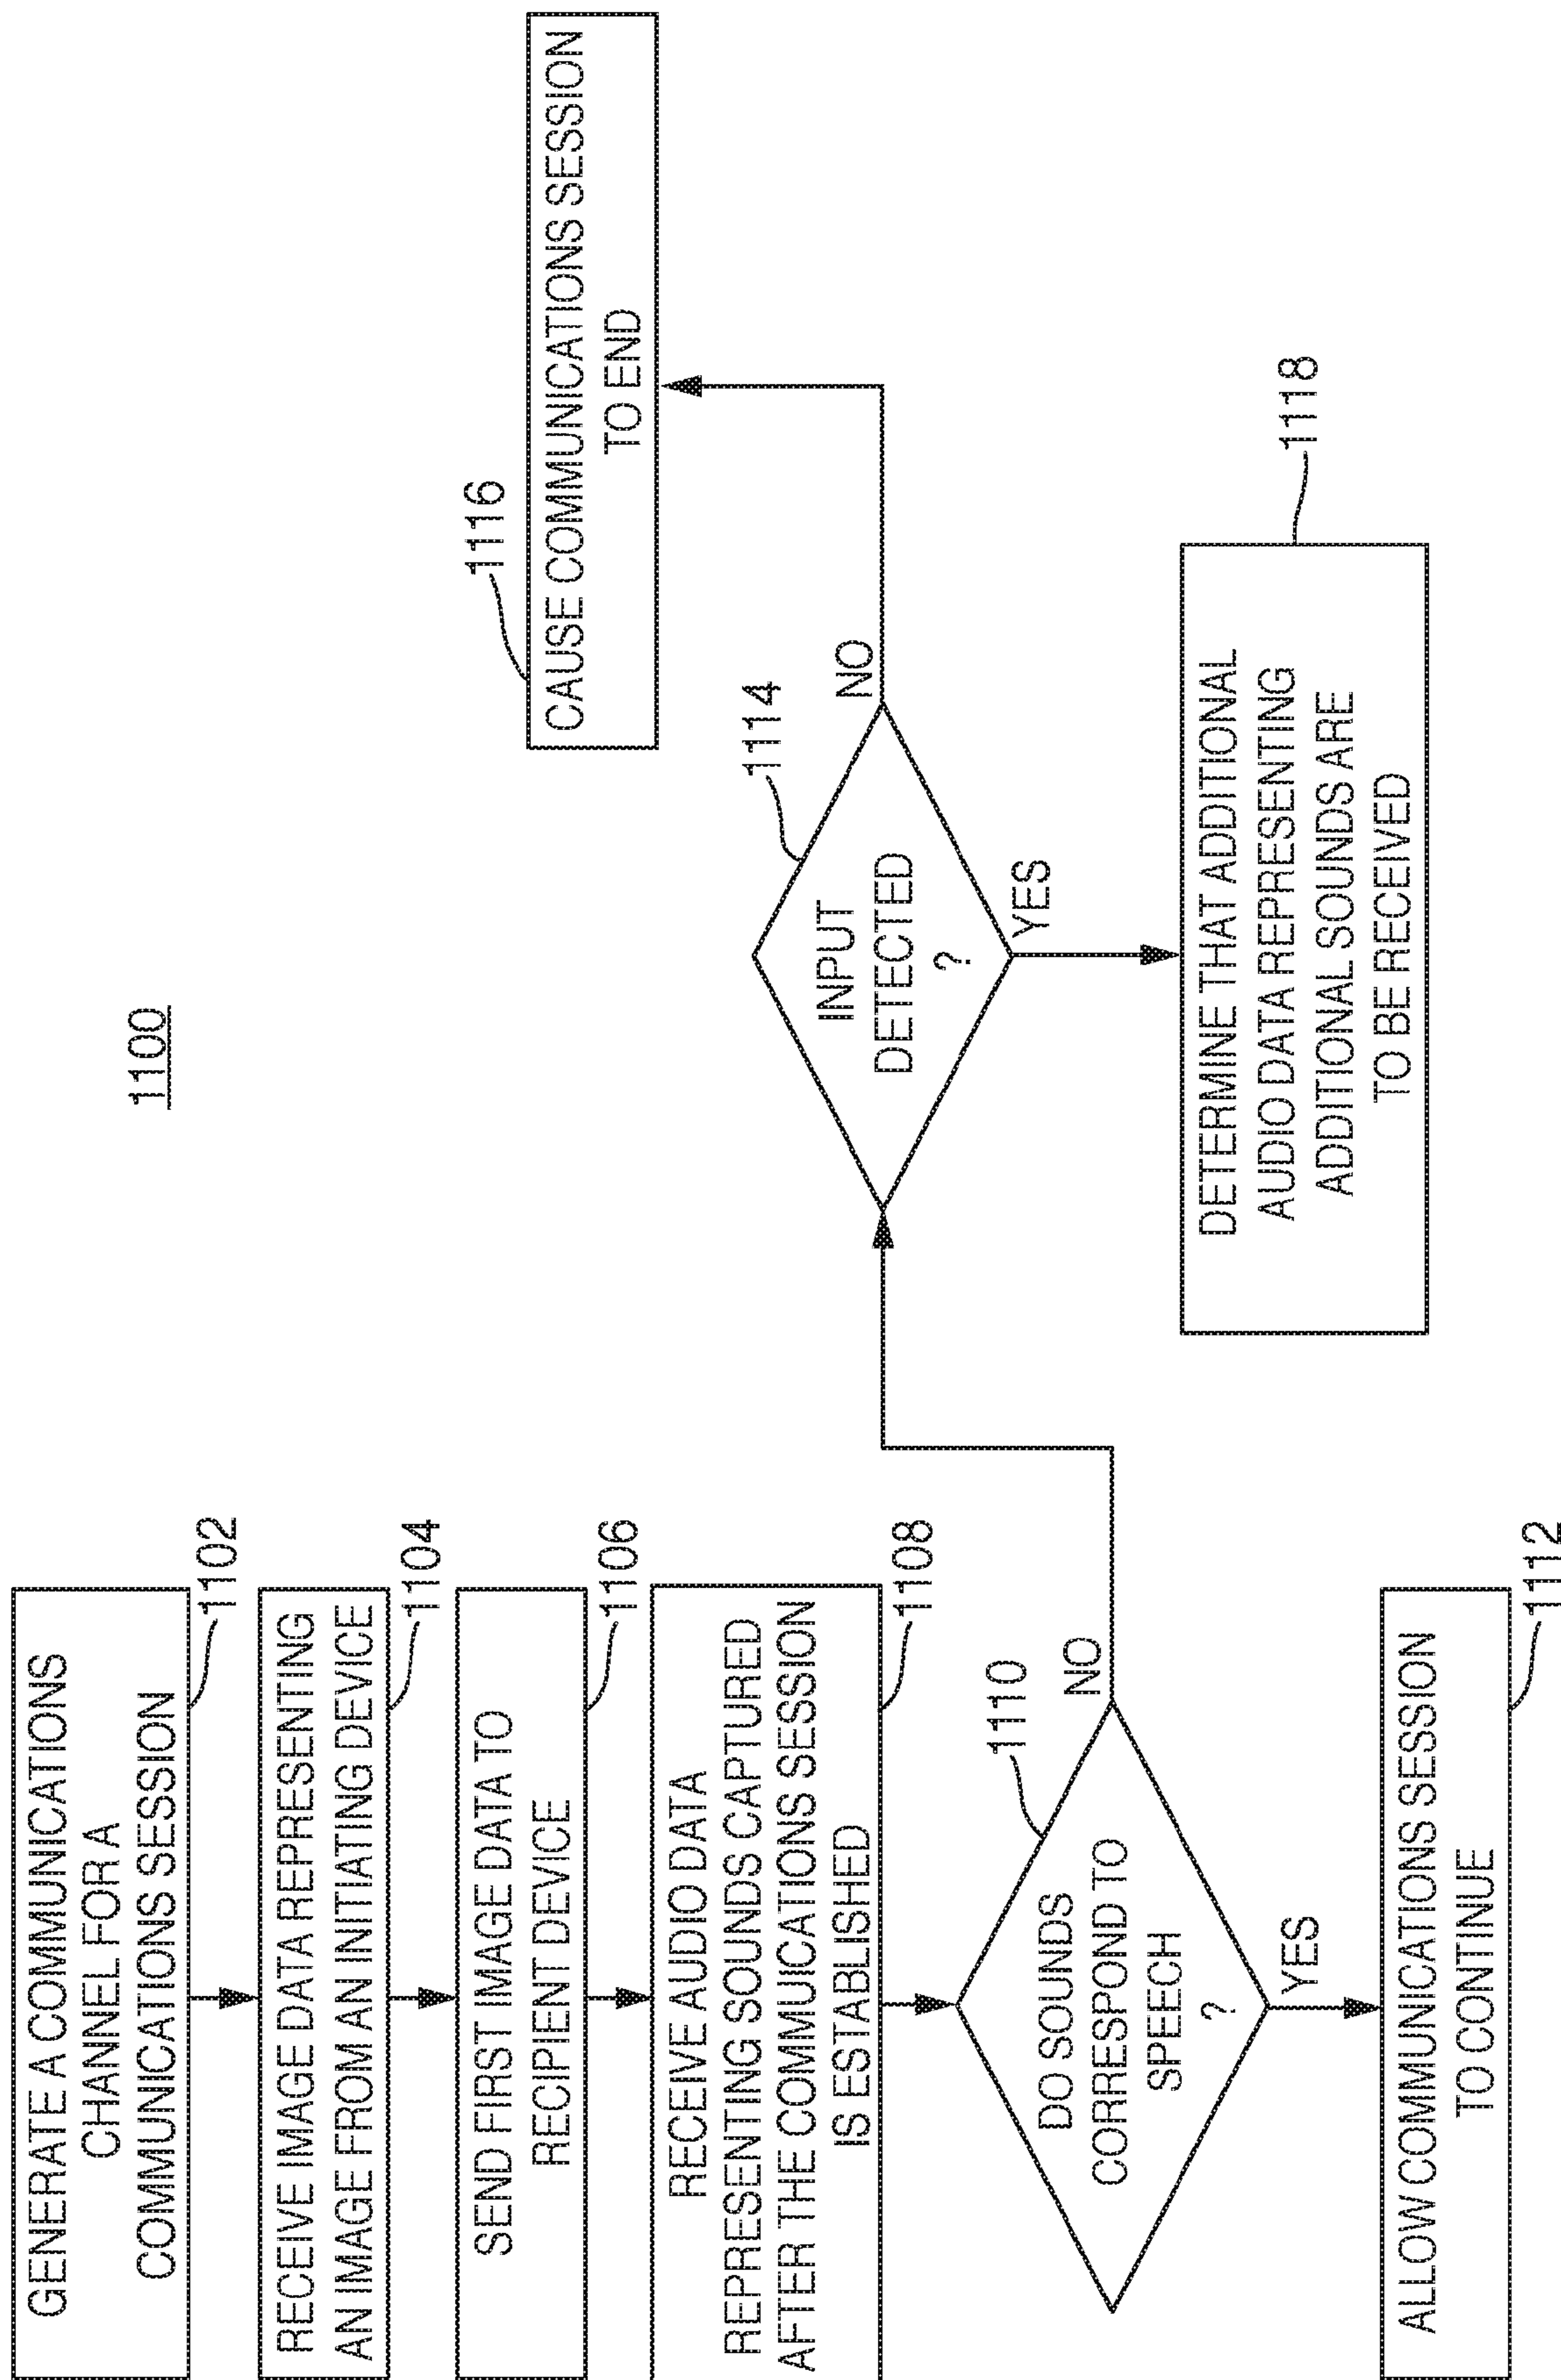 1100
GENERATE A COMMUNICATIONS
CHANNEL FOR A
COMMUNICATIONS SESSION
1102
RECEIVE IMAGE DATA REPRESENTING
AN IMAGE FROM AN INITIATING DEVICE
1104
SEND FIRST IMAGE DATA TO
RECIPIENT DEVICE
1106
RECEIVE AUDIO DATA
REPRESENTING SOUNDS CAPTURED
AFTER THE COMMUICATIONS SESSION
IS ESTABLISHED
1108
DO SOUNDS
CORRESPOND TO
SPEECH
?
1110
NO
YES
ALLOW COMMUNICATIONS SESSION
TO CONTINUE
1112
INPUT
DETECTED
?
1114
NO
YES
CAUSE COMMUNICATIONS SESSION
TO END
1116
DETERMINE THAT ADDITIONAL
AUDIO DATA REPRESENTING
ADDITIONAL SOUNDS ARE
TO BE RECEIVED
1118